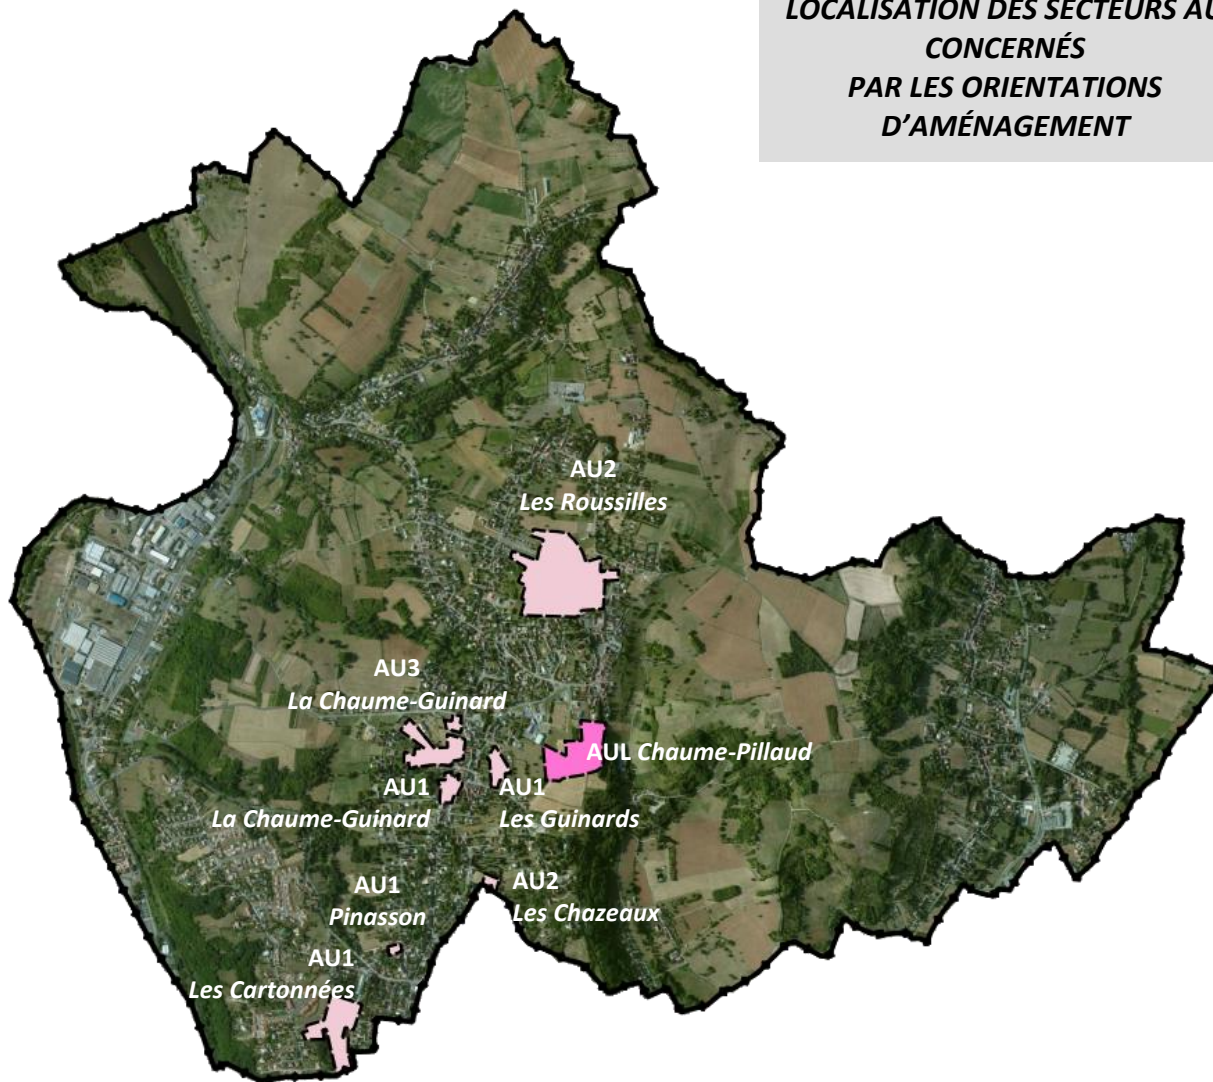 LOCALISATION DES SECTEURS AU
CONCERNÉS
PAR LES ORIENTATIONS
D’AMÉNAGEMENT
AU2
Les Roussilles
AU3
La Chaume-Guinard
AUL Chaume-Pillaud
AU1
La Chaume-Guinard
AU1
Les Guinards
AU1
Pinasson
AU2
Les Chazeaux
AU1
Les Cartonnées